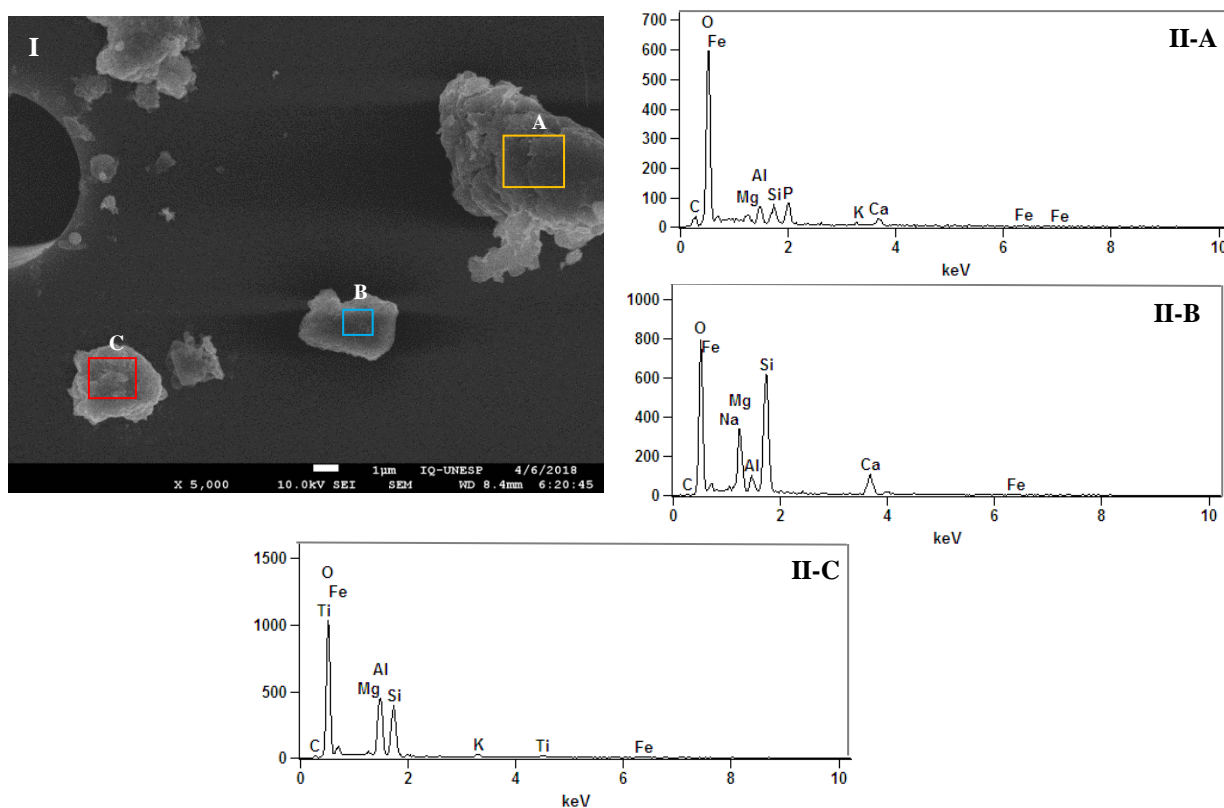 I
A
B
C
1µm IQ-UNESP 4/6/2018
X 5,000 10.0kV SEI SEM WD 8.4mm 6:20:45
II-A
700
600
500
400
300
200
100
0
O
Fe
C
Mg
Al
Si P
K Ca
Fe Fe
0 2 4 6 8 10
keV
II-B
1000
800
600
400
200
0
O
Fe
Si
Mg
Na
Al
C
Ca
Fe
0 2 4 6 8 10
keV
II-C
1500
1000
500
0
O
Fe
Ti
Al
Mg Si
C
K Ti Fe
0 2 4 6 8 10
keV